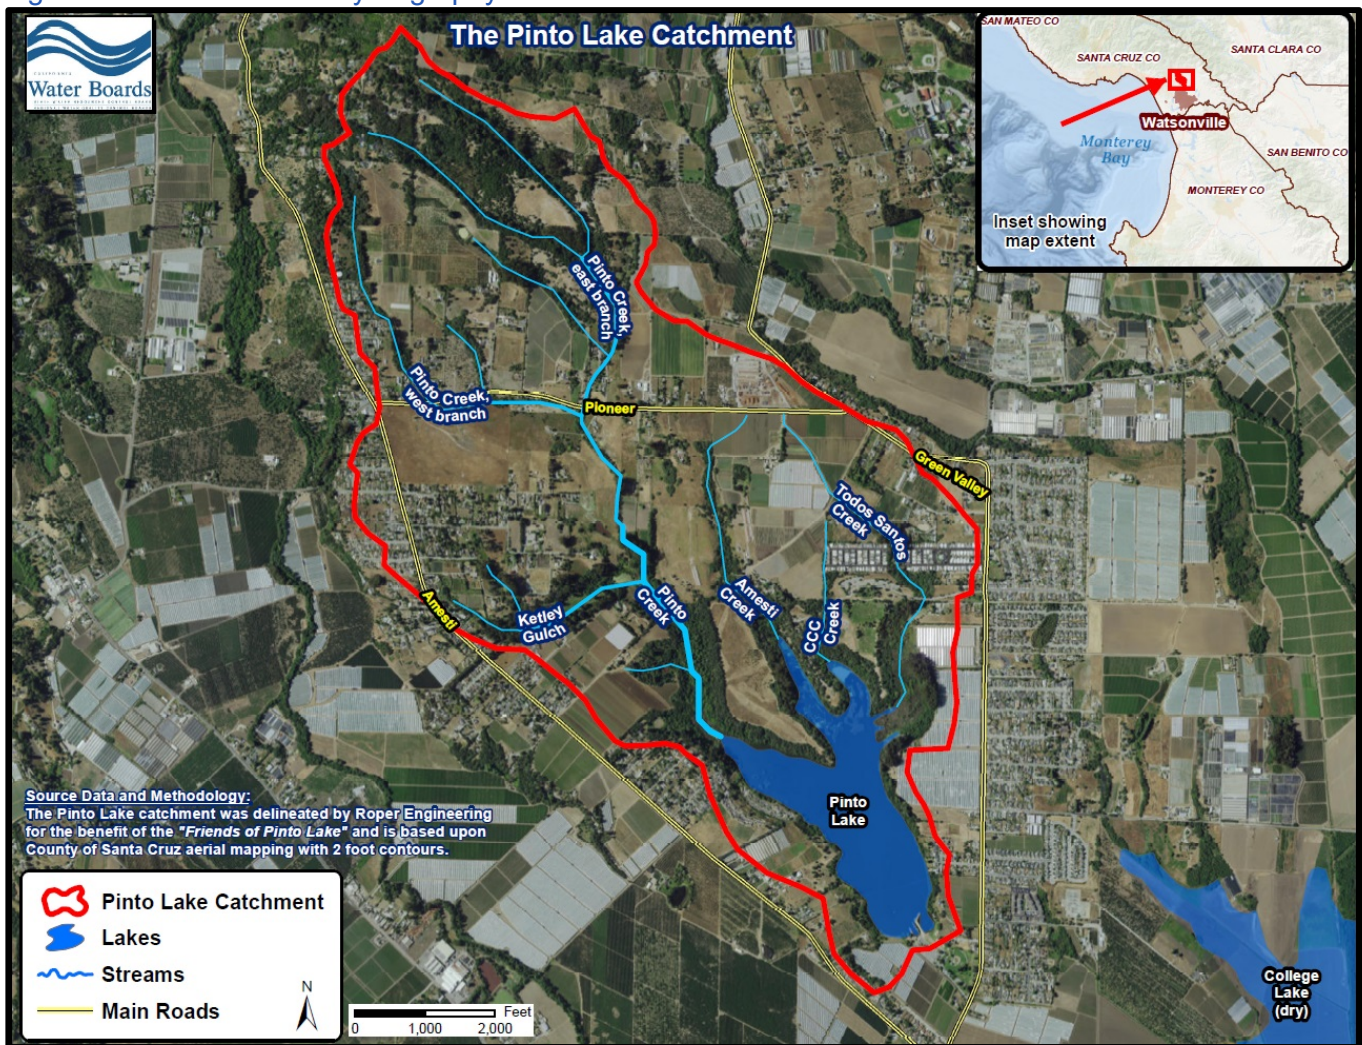 The Pinto Lake Catchment
CALIFORNIA
Water Boards
SAN MATEO CO
SANTA CRUZ CO
SANTA CLARA CO
Watsonville
Monterey
Bay
SAN BENITO CO
MONTEREY CO
Inset showing
map extent
Pinto Creek,
east branch
Pinto Creek,
west branch
Pioneer
Green Valley
Todos Santos
Creek
Amesti
Ketley
Gulch
Pinto
Creek
Amesti
Creek
CCC
Creek
Pinto
Lake
Source Data and Methodology:
The Pinto Lake catchment was delineated by Roper Engineering
for the benefit of the "Friends of Pinto Lake" and is based upon
County of Santa Cruz aerial mapping with 2 foot contours.
Pinto Lake Catchment
Lakes
Streams
Main Roads
N
Feet
0 1,000 2,000
College
Lake
(dry)